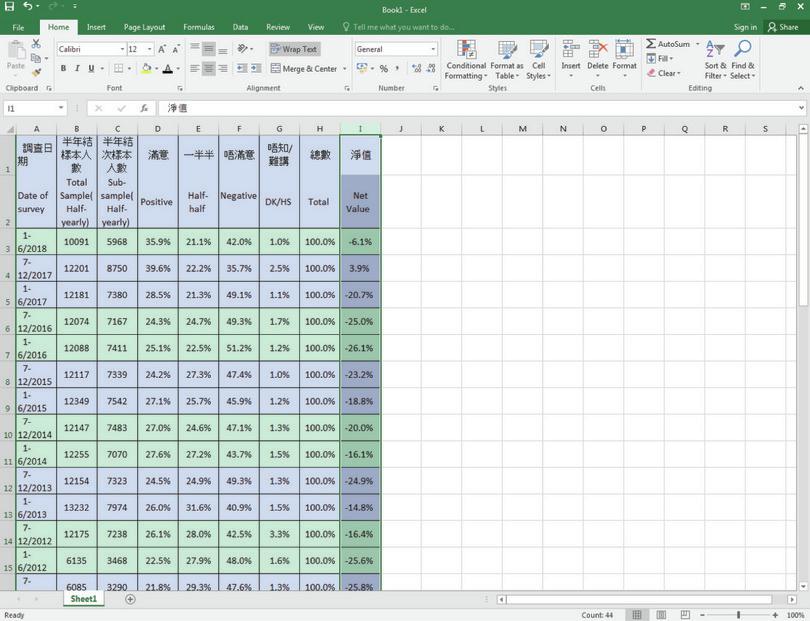 Book1 - Excel
File Home Insert Page Layout Formulas Data Review View Tell me what you want to do... Sign in Share
Calibri 12 Wrap Text General AutoSum
Paste B I U Merge & Center Conditional Formatting Format as Table Cell Styles Insert Delete Format Fill Clear Sort & Filter Find & Select
Clipboard Font Alignment Number Styles Cells Editing
I1 淨值
A B C D E F G H I J K L M N O P Q R S
1 調查日期 半年結樣本人數 半年結次樣本人數 滿意 一半半 唔滿意 唔知/難講 總數 淨值
2 Date of survey Total Sample(Half-yearly) Sub-sample(Half-yearly) Positive Half-half Negative DK/HS Total Net Value
3 1-6/2018 10091 5968 35.9% 21.1% 42.0% 1.0% 100.0% -6.1%
4 7-12/2017 12201 8750 39.6% 22.2% 35.7% 2.5% 100.0% 3.9%
5 1-6/2017 12181 7380 28.5% 21.3% 49.1% 1.1% 100.0% -20.7%
6 7-12/2016 12074 7167 24.3% 24.7% 49.3% 1.7% 100.0% -25.0%
7 1-6/2016 12088 7411 25.1% 22.5% 51.2% 1.2% 100.0% -26.1%
8 7-12/2015 12117 7339 24.2% 27.3% 47.4% 1.0% 100.0% -23.2%
9 1-6/2015 12349 7542 27.1% 25.7% 45.9% 1.2% 100.0% -18.8%
10 7-12/2014 12147 7483 27.0% 24.6% 47.1% 1.3% 100.0% -20.0%
11 1-6/2014 12255 7070 27.6% 27.2% 43.7% 1.5% 100.0% -16.1%
12 7-12/2013 12154 7323 24.5% 24.9% 49.3% 1.3% 100.0% -24.9%
13 1-6/2013 13232 7974 26.0% 31.6% 40.9% 1.5% 100.0% -14.8%
14 7-12/2012 12175 7238 26.1% 28.0% 42.5% 3.3% 100.0% -16.4%
15 1-6/2012 6135 3468 22.5% 27.9% 48.0% 1.6% 100.0% -25.6%
7- 6085 3290 21.8% 29.3% 47.6% 1.3% 100.0% -25.8%
Sheet1
Ready Count: 44 100%